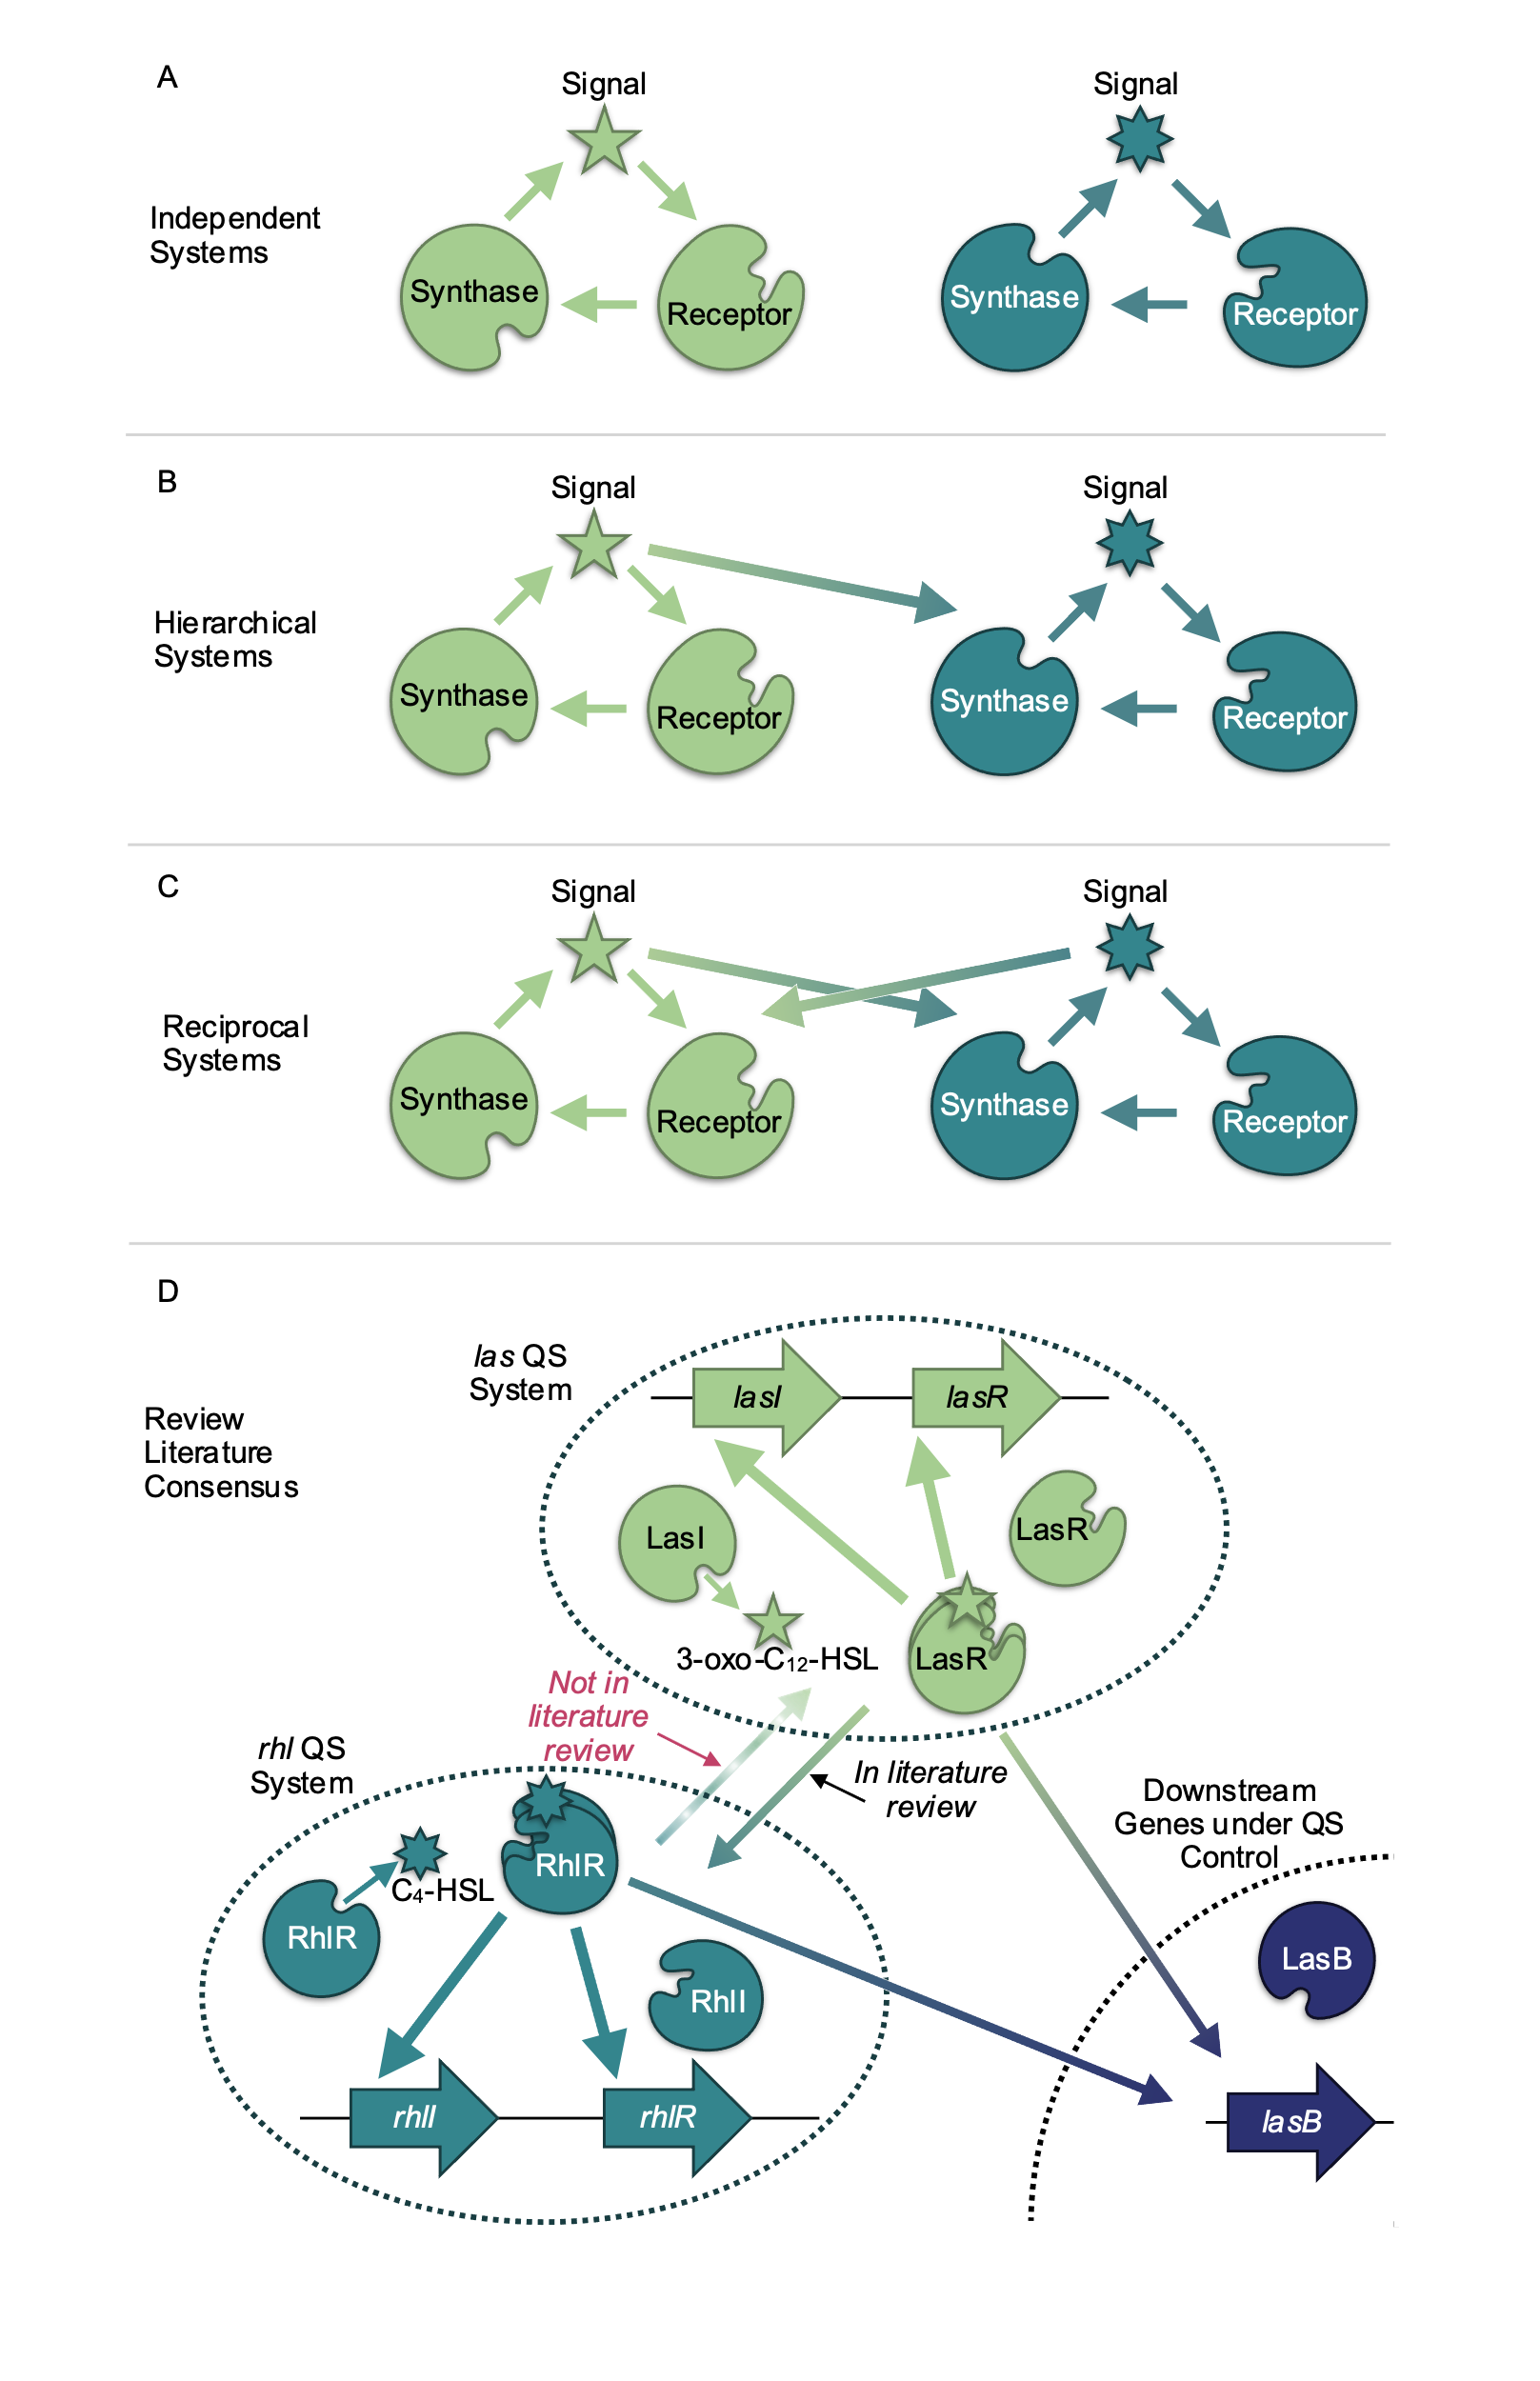 A
Signal
Signal
Independent
Systems
Synthase
Receptor
Synthase
Receptor
B
Signal
Signal
Hierarchical
Systems
Synthase
Receptor
Synthase
Receptor
C
Signal
Signal
Reciprocal
Systems
Synthase
Receptor
Synthase
Receptor
D
Review
Literature
Consensus
las QS
System
lasI
lasR
LasI
LasR
3-oxo-C₁₂-HSL
LasR
Not in
literature
review
In literature
review
rhl QS
System
RhlR
C₄-HSL
RhlR
RhlI
rhlI
rhlR
Downstream
Genes under QS
Control
LasB
lasB